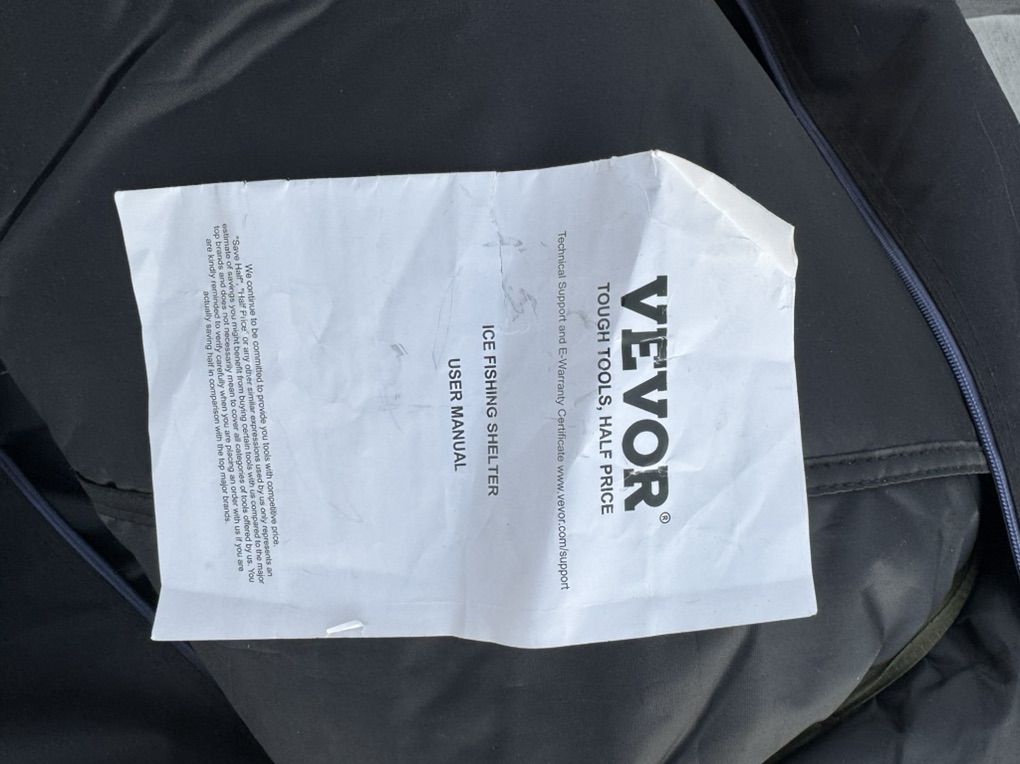 VEVOR®
TOUGH TOOLS, HALF PRICE
Technical Support and E-Warranty Certificate www.vevor.com/support
ICE FISHING SHELTER
USER MANUAL
We continue to be committed to provide you tools with competitive price.
"Save Half", "Half Price" or any other similar expressions used by us only represents an
estimate of savings you might benefit from buying certain tools with us compared to the major
top brands and does not necessarily mean to cover all categories of tools offered by us. You
are kindly reminded to verify carefully when you are placing an order with us if you are
actually saving half in comparison with the top major brands.